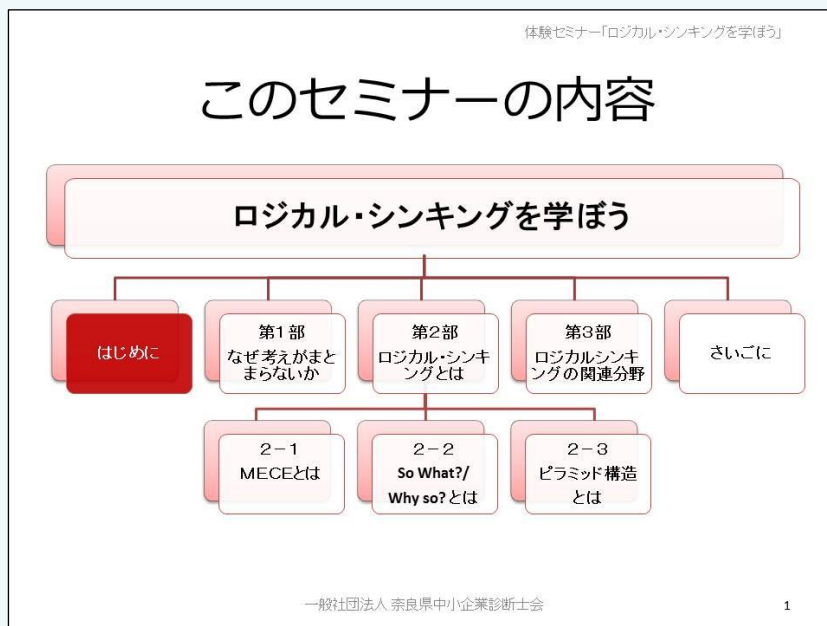 体験セミナー「ロジカル・シンキングを学ぼう」
このセミナーの内容
ロジカル・シンキングを学ぼう
はじめに
第1部
なぜ考えがまと
まらないか
第2部
ロジカル・シンキ
ングとは
第3部
ロジカルシンキ
ングの関連分野
さいごに
2－1
MECEとは
2－2
So What?/
Why so? とは
2－3
ピラミッド構造
とは
一般社団法人 奈良県中小企業診断士会
1